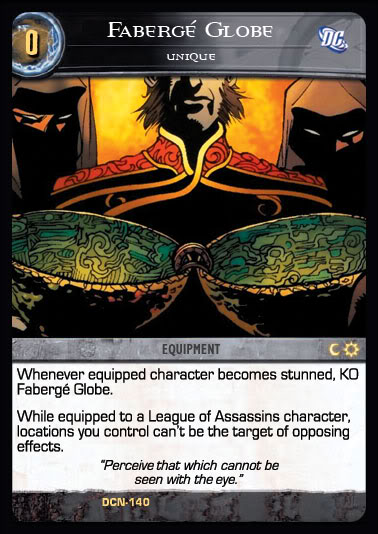 0
Fabergé Globe
DC
unique
EQUIPMENT
Whenever equipped character becomes stunned, KO
Fabergé Globe.
While equipped to a League of Assassins character,
locations you control can't be the target of opposing
effects.
"Perceive that which cannot be
seen with the eye."
DCN-140